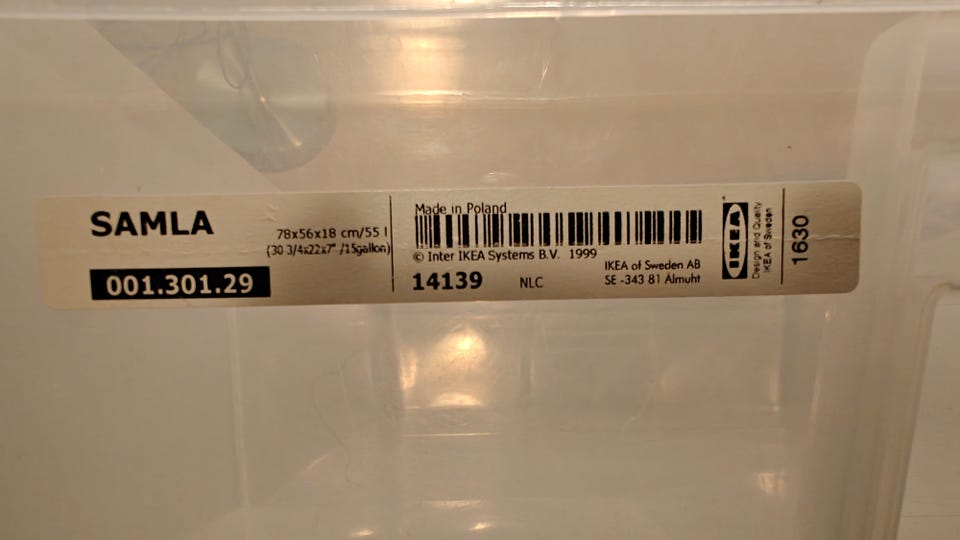 SAMLA
78x56x18 cm/55 l
(30 3/4x22x7" /15gallon)
001.301.29
Made in Poland
© Inter IKEA Systems B.V. 1999
14139
NLC
IKEA of Sweden AB
SE -343 81 Älmuht
IKEA
Design and Quality
IKEA of Sweden
1630